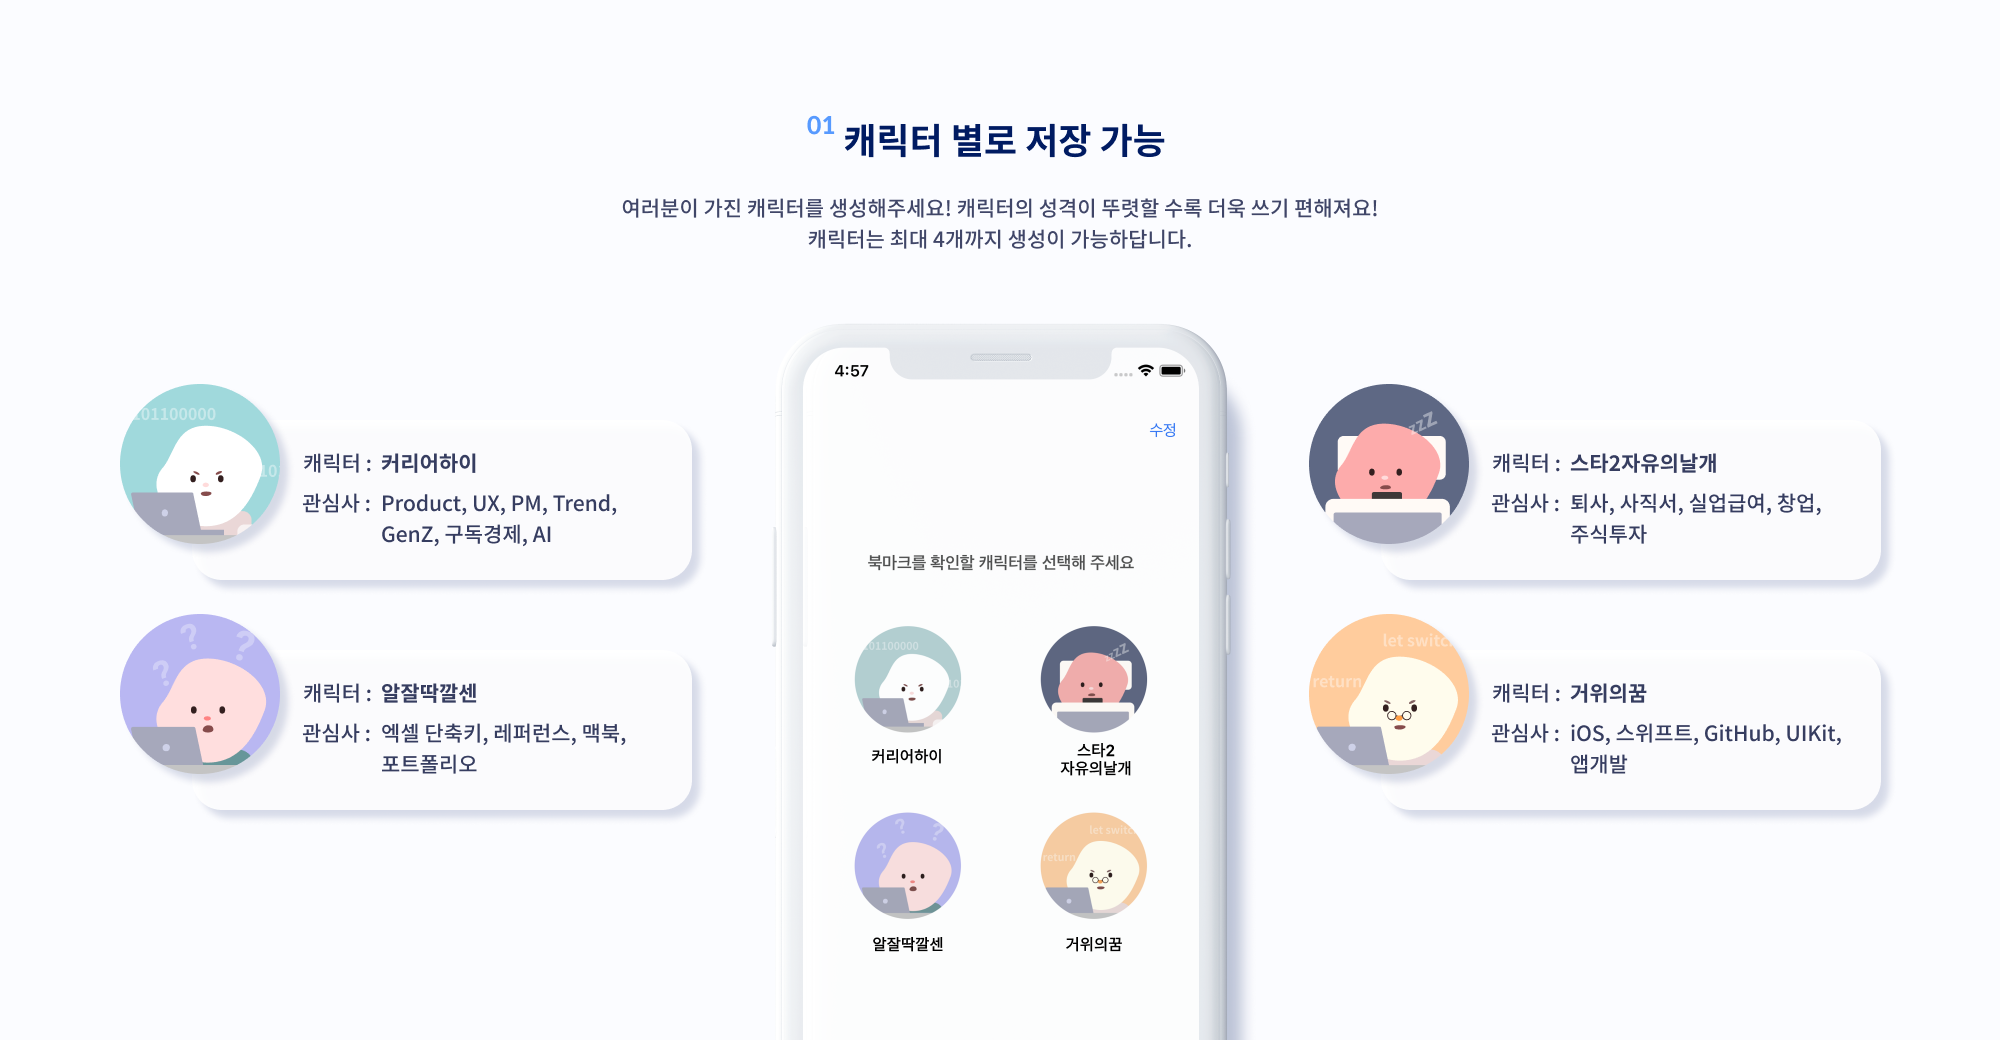 01 캐릭터 별로 저장 가능
여러분이 가진 캐릭터를 생성해주세요! 캐릭터의 성격이 뚜렷할 수록 더욱 쓰기 편해져요!
캐릭터는 최대 4개까지 생성이 가능하답니다.
101100000
10
캐릭터 : 커리어하이
관심사 : Product, UX, PM, Trend,
GenZ, 구독경제, AI
? ? ?
캐릭터 : 알잘딱깔센
관심사 : 엑셀 단축키, 레퍼런스, 맥북,
포트폴리오
4:57
수정
북마크를 확인할 캐릭터를 선택해 주세요
101100000
10
커리어하이
zzZ
스타2
자유의날개
? ? ?
알잘딱깔센
let switc
return
거위의꿈
zzZ
캐릭터 : 스타2자유의날개
관심사 : 퇴사, 사직서, 실업급여, 창업,
주식투자
let switc
return
캐릭터 : 거위의꿈
관심사 : iOS, 스위프트, GitHub, UIKit,
앱개발